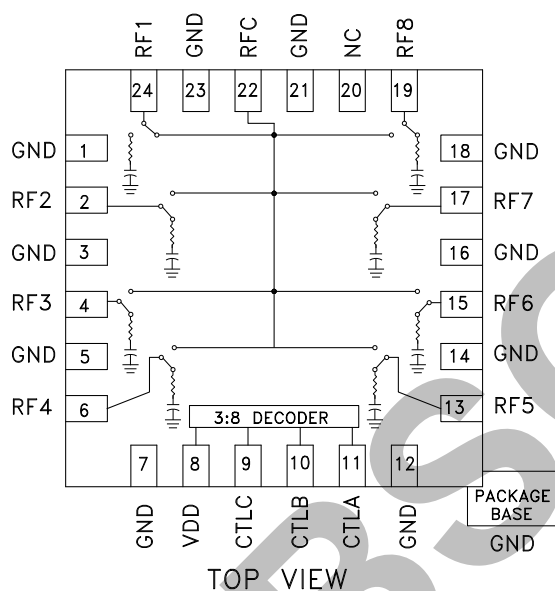 RF1 GND RFC GND NC RF8
24 23 22 21 20 19
GND 1 18 GND
RF2 2 17 RF7
GND 3 16 GND
RF3 4 15 RF6
GND 5 14 GND
RF4 6 13 RF5
3:8 DECODER
7 8 9 10 11 12
GND VDD CTLC CTLB CTLA GND
PACKAGE
BASE
GND
TOP VIEW